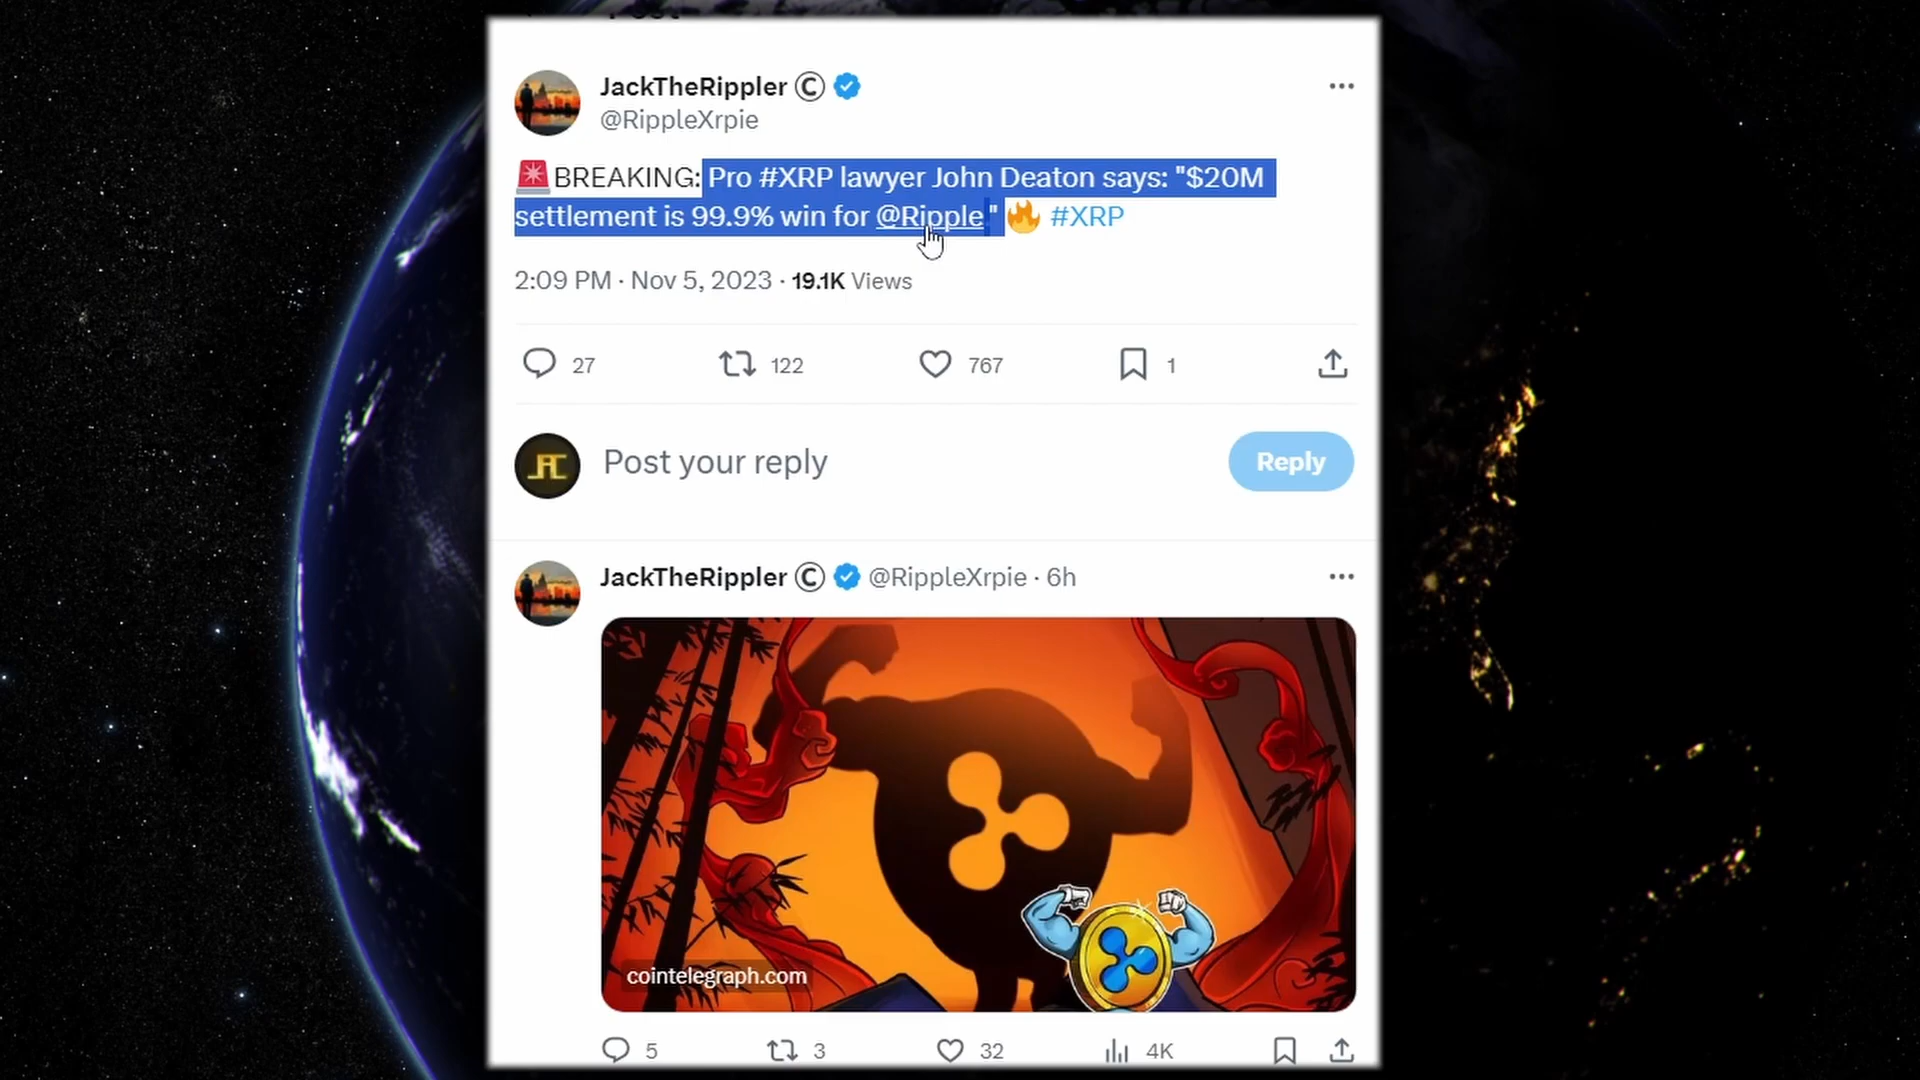 JackTheRippler ©
@RippleXrpie
🚨BREAKING: Pro #XRP lawyer John Deaton says: "$20M
settlement is 99.9% win for @Ripple." 🔥 #XRP
2:09 PM · Nov 5, 2023 · 19.1K Views
27 122 767 1
Post your reply
Reply
JackTheRippler © @RippleXrpie · 6h
cointelegraph.com
5 3 32 4K